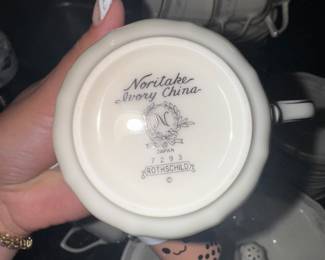 Noritake
Ivory China
N
JAPAN
7293
ROTHSCHILD
©